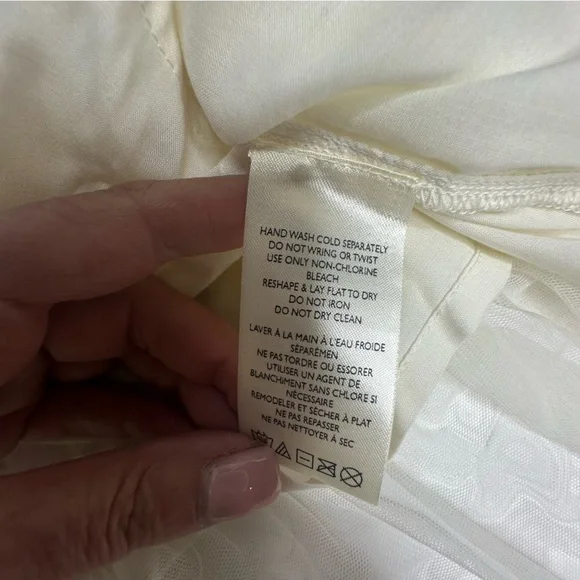 HAND WASH COLD SEPARATELY
DO NOT WRING OR TWIST
USE ONLY NON-CHLORINE
BLEACH
RESHAPE & LAY FLAT TO DRY
DO NOT IRON
DO NOT DRY CLEAN
LAVER À LA MAIN À L'EAU FROIDE
SÉPARÉMEN
NE PAS TORDRE OU ESSORER
UTILISER UN AGENT DE
BLANCHIMENT SANS CHLORE SI
NÉCESSAIRE
REMODELER ET SÉCHER À PLAT
NE PAS REPASSER
NE PAS NETTOYER À SEC